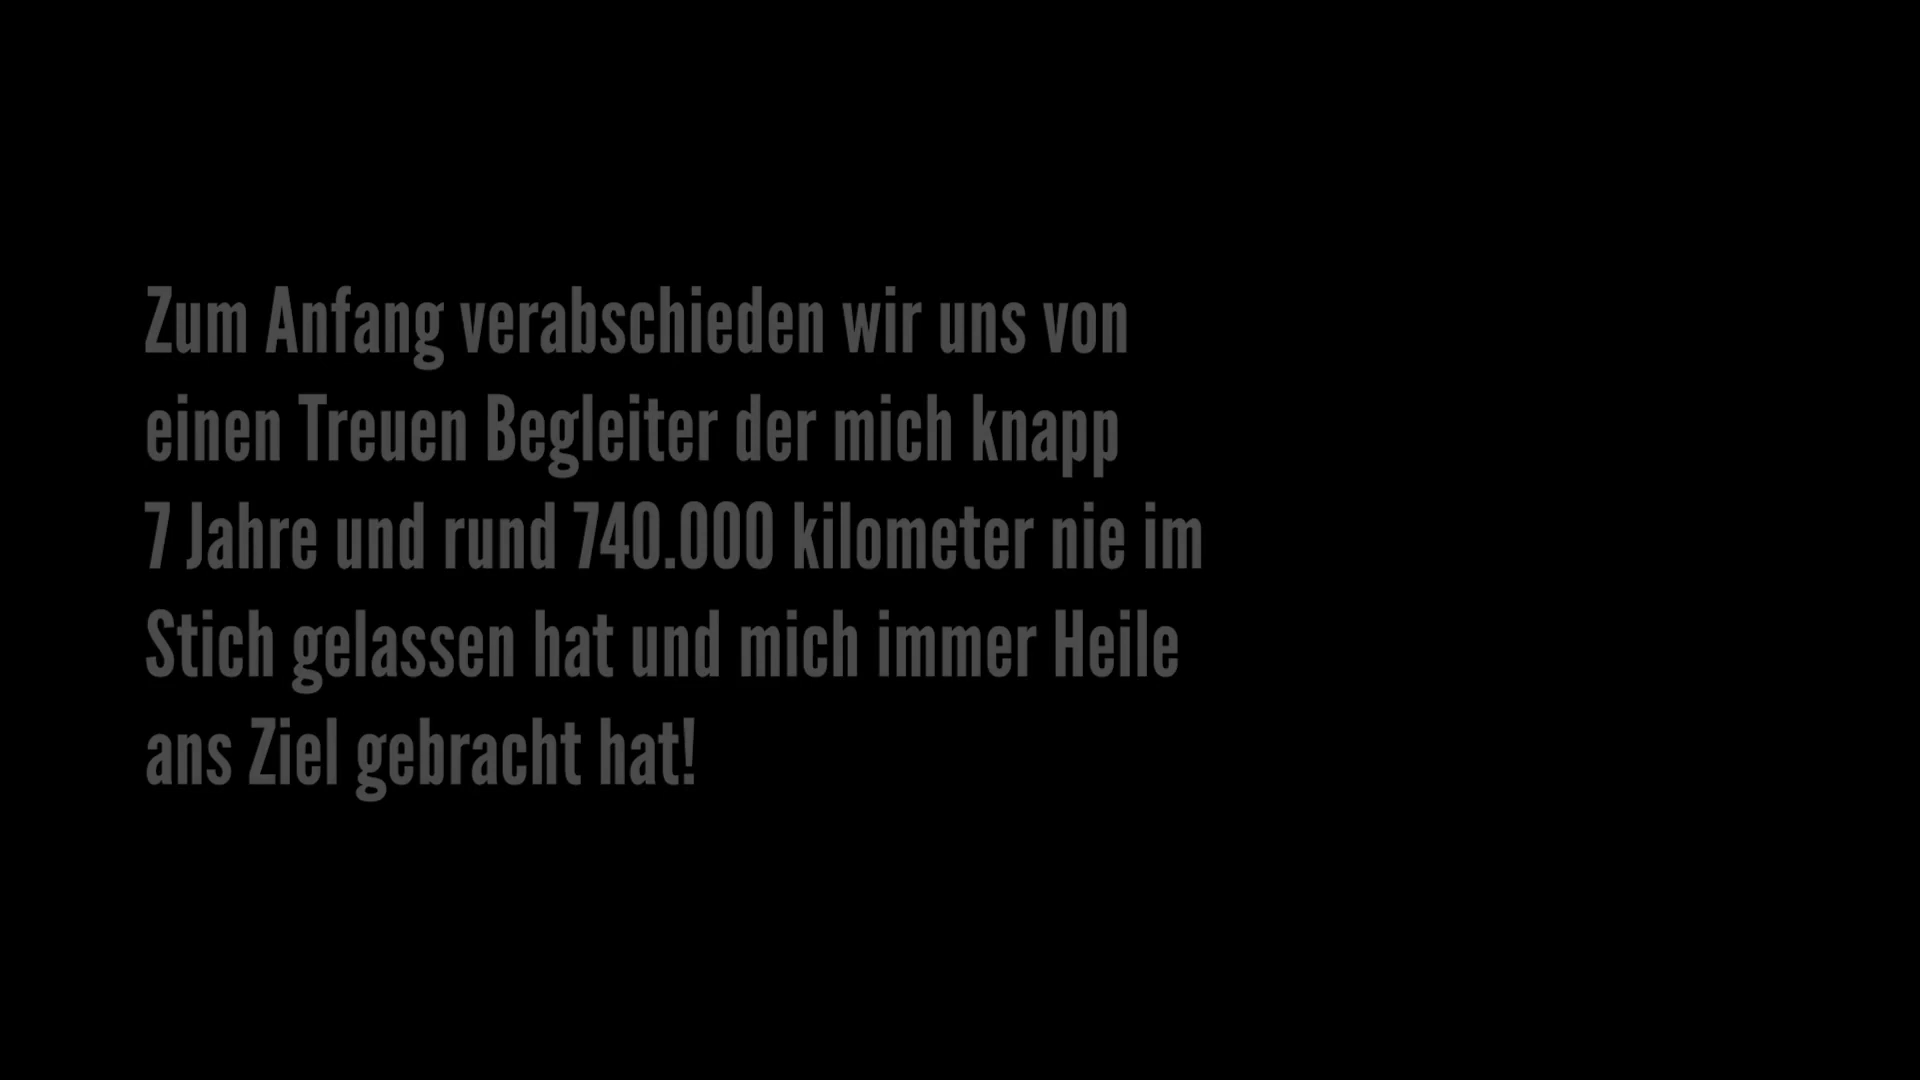 Zum Anfang verabschieden wir uns von
einen Treuen Begleiter der mich knapp
7 Jahre und rund 740.000 kilometer nie im
Stich gelassen hat und mich immer Heile
ans Ziel gebracht hat!